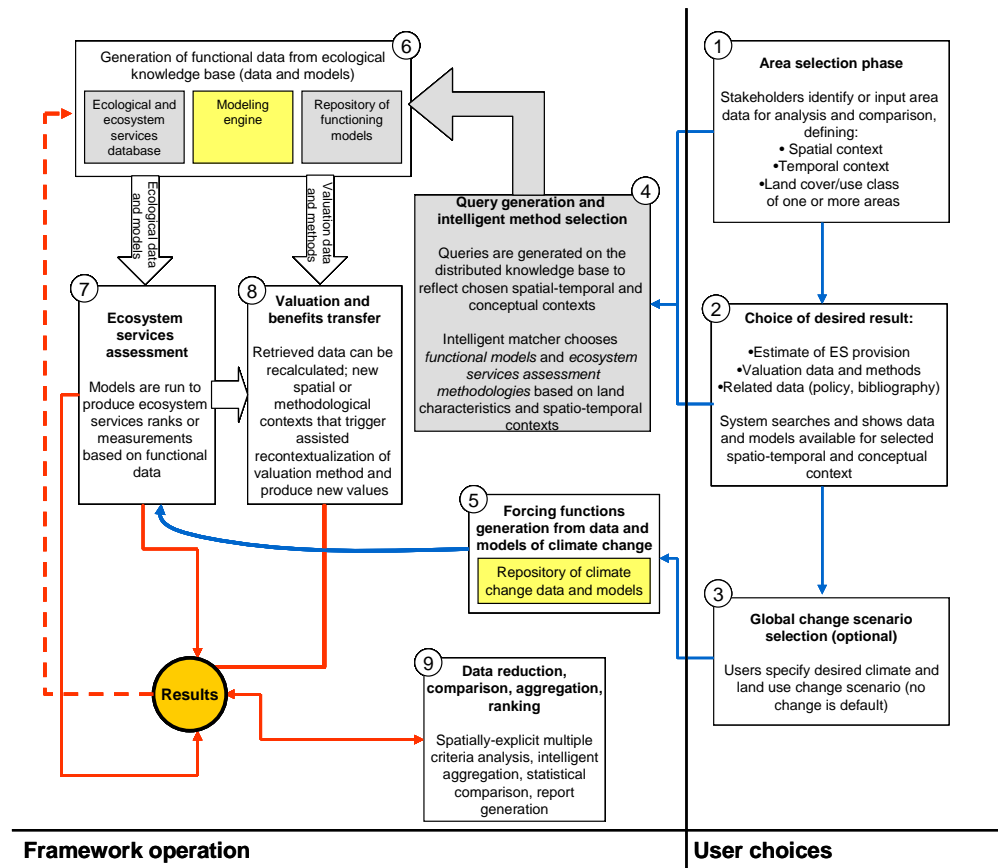 6
Generation of functional data from ecological
knowledge base (data and models)
Ecological and
ecosystem
services
database
Modeling
engine
Repository of
functioning
models
Ecological data
and models
Valuation data
and methods
1
Area selection phase
Stakeholders identify or input area
data for analysis and comparison,
defining:
• Spatial context
•Temporal context
•Land cover/use class
of one or more areas
4
Query generation and
intelligent method selection
Queries are generated on the
distributed knowledge base to
reflect chosen spatial-temporal and
conceptual contexts
Intelligent matcher chooses
functional models and ecosystem
services assessment
methodologies based on land
characteristics and spatio-temporal
contexts
7
Ecosystem
services
assessment
Models are run to
produce ecosystem
services ranks or
measurements
based on functional
data
8
Valuation and
benefits transfer
Retrieved data can be
recalculated; new
spatial or
methodological
contexts that trigger
assisted
recontextualization of
valuation method and
produce new values
2
Choice of desired result:
•Estimate of ES provision
•Valuation data and methods
•Related data (policy, bibliography)
System searches and shows data
and models available for selected
spatio-temporal and conceptual
context
5
Forcing functions
generation from data and
models of climate change
Repository of climate
change data and models
3
Global change scenario
selection (optional)
Users specify desired climate and
land use change scenario (no
change is default)
Results
9
Data reduction,
comparison, aggregation,
ranking
Spatially-explicit multiple
criteria analysis, intelligent
aggregation, statistical
comparison, report
generation
Framework operation
User choices